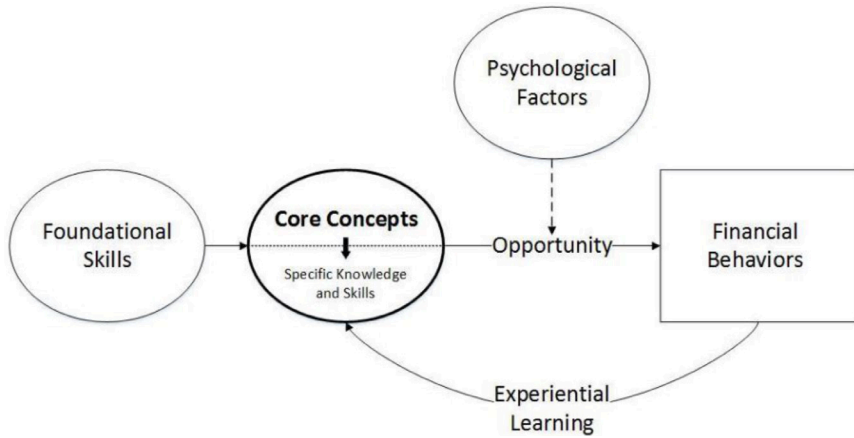 Psychological
Factors
Foundational
Skills
Core Concepts
Specific Knowledge
and Skills
Opportunity
Financial
Behaviors
Experiential
Learning